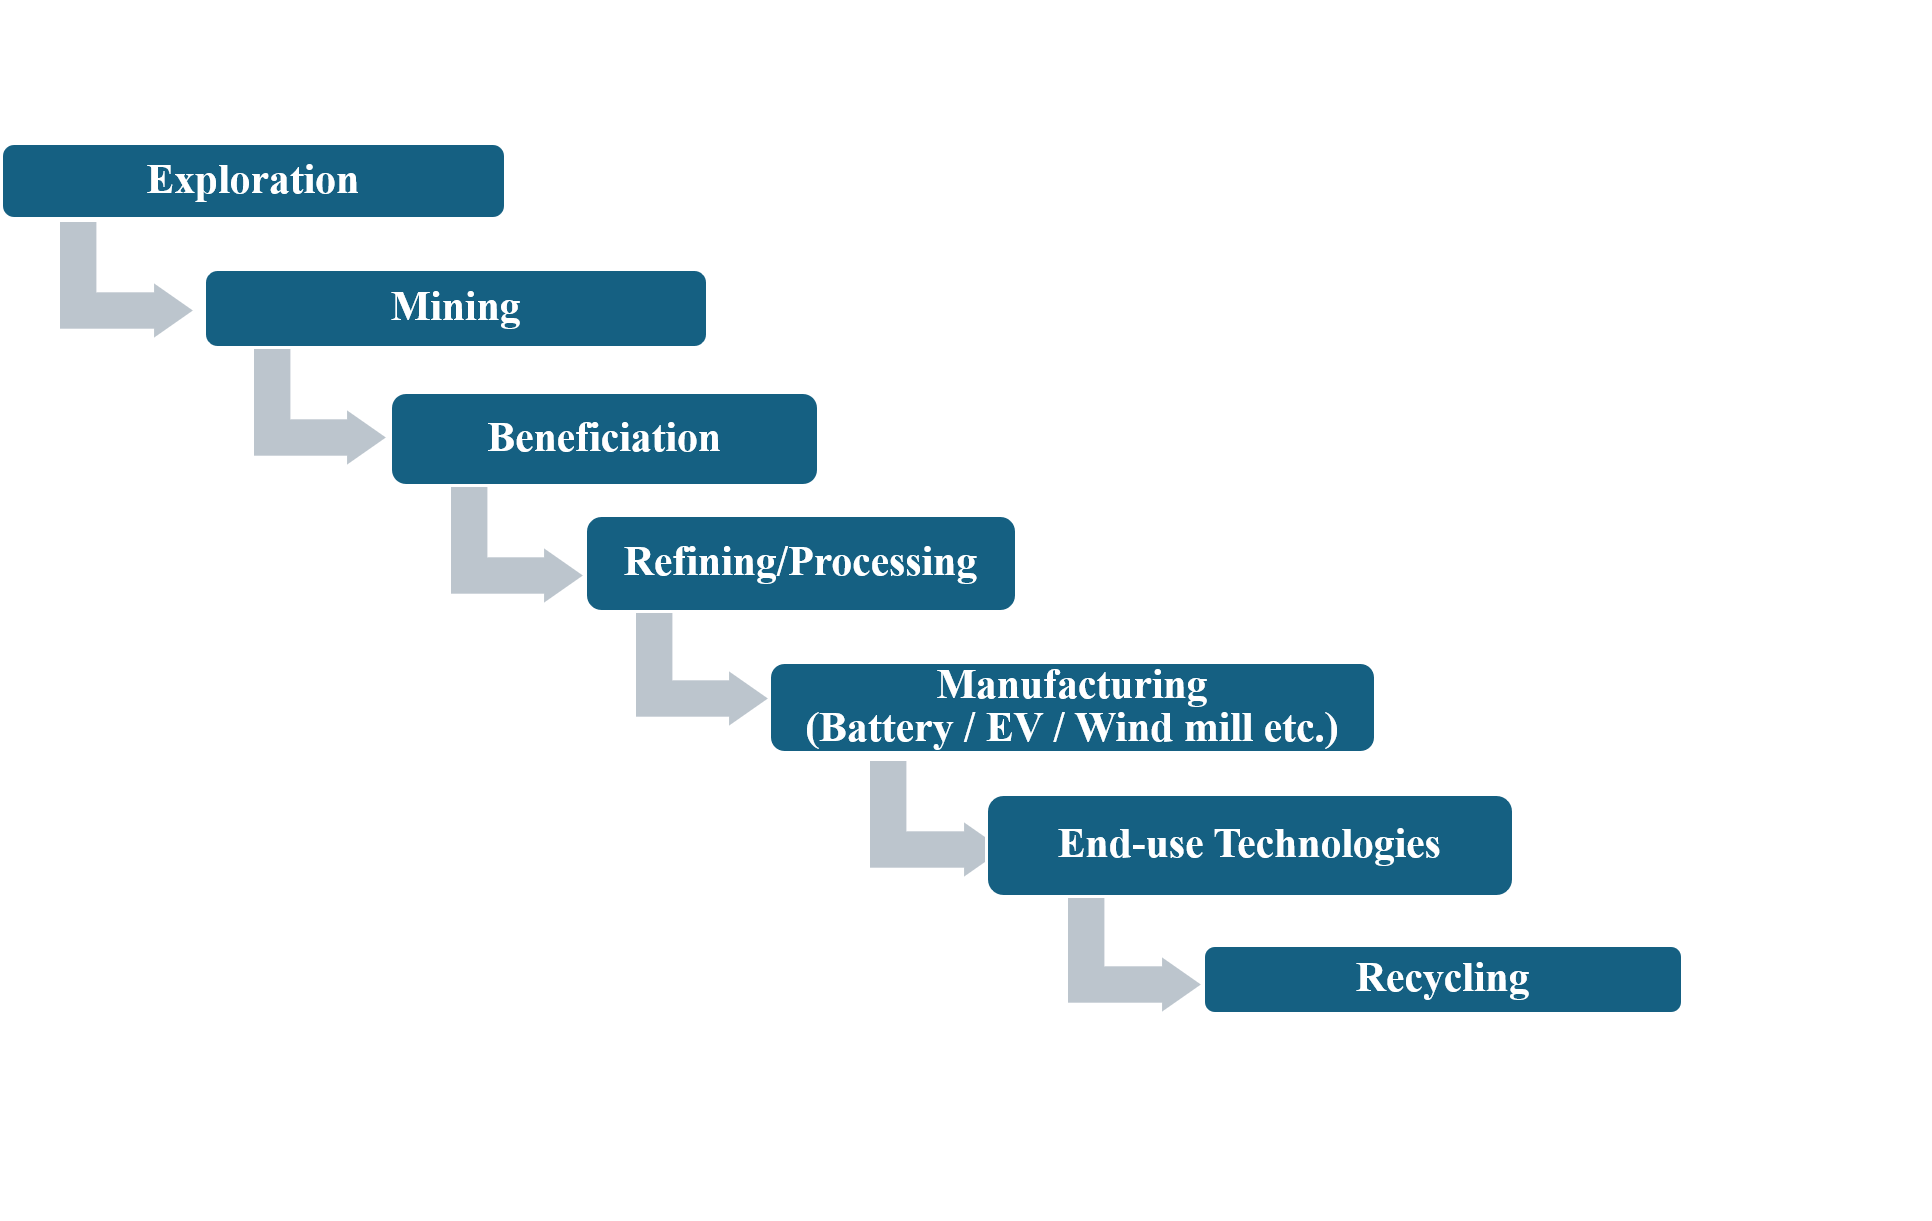 Exploration
Mining
Beneficiation
Refining/Processing
Manufacturing
(Battery / EV / Wind mill etc.)
End-use Technologies
Recycling